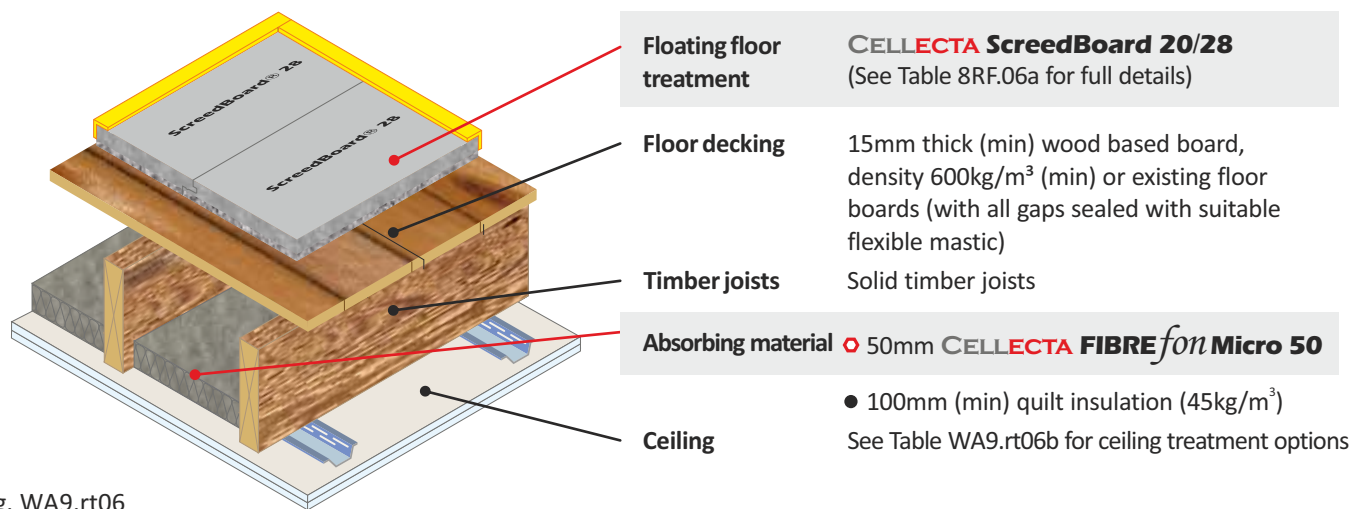 ScreedBoard® 28
ScreedBoard® 28
Floating floor treatment
CELLECTA ScreedBoard 20/28
(See Table 8RF.06a for full details)
Floor decking
15mm thick (min) wood based board,
density 600kg/m³ (min) or existing floor
boards (with all gaps sealed with suitable
flexible mastic)
Timber joists
Solid timber joists
Absorbing material
50mm CELLECTA FIBREfon Micro 50
● 100mm (min) quilt insulation (45kg/m³)
Ceiling
See Table WA9.rt06b for ceiling treatment options
WA9.rt06